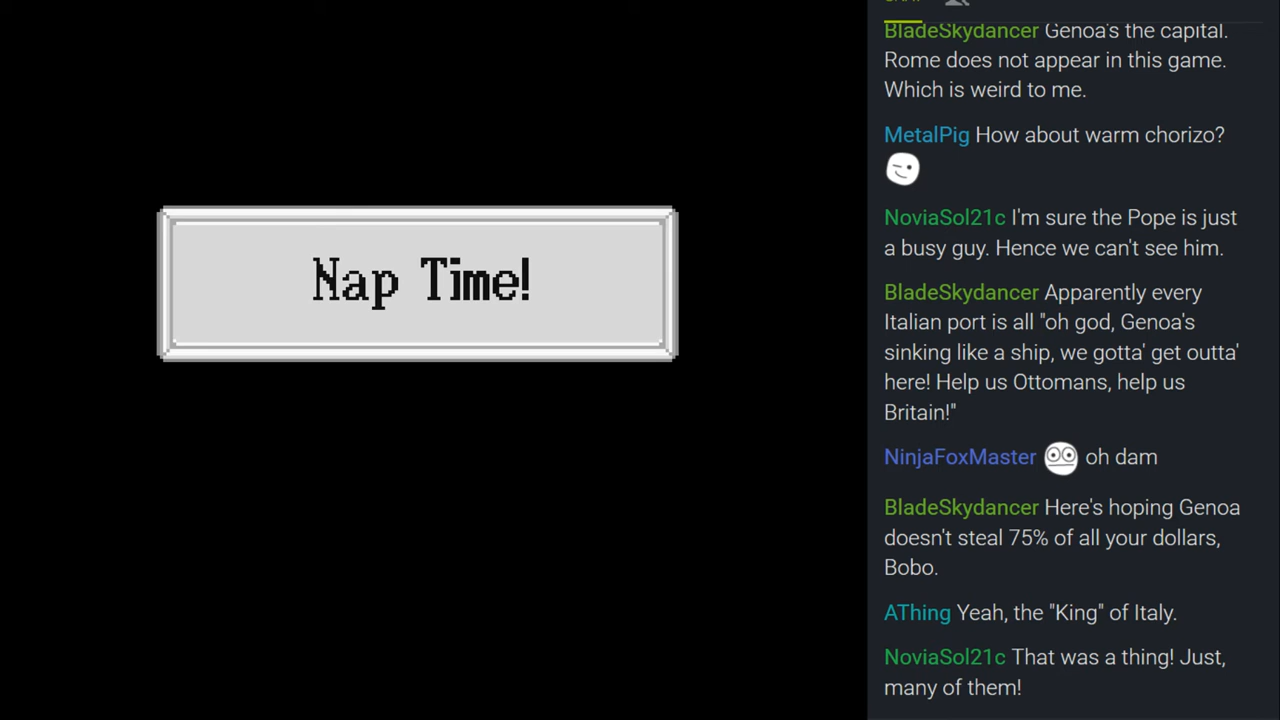 Nap Time!
BladeSkydancer Genoa's the capital.
Rome does not appear in this game.
Which is weird to me.
MetalPig How about warm chorizo?
NoviaSol21c I'm sure the Pope is just
a busy guy. Hence we can't see him.
BladeSkydancer Apparently every
Italian port is all "oh god, Genoa's
sinking like a ship, we gotta' get outta'
here! Help us Ottomans, help us
Britain!"
NinjaFoxMaster oh dam
BladeSkydancer Here's hoping Genoa
doesn't steal 75% of all your dollars,
Bobo.
AThing Yeah, the "King" of Italy.
NoviaSol21c That was a thing! Just,
many of them!